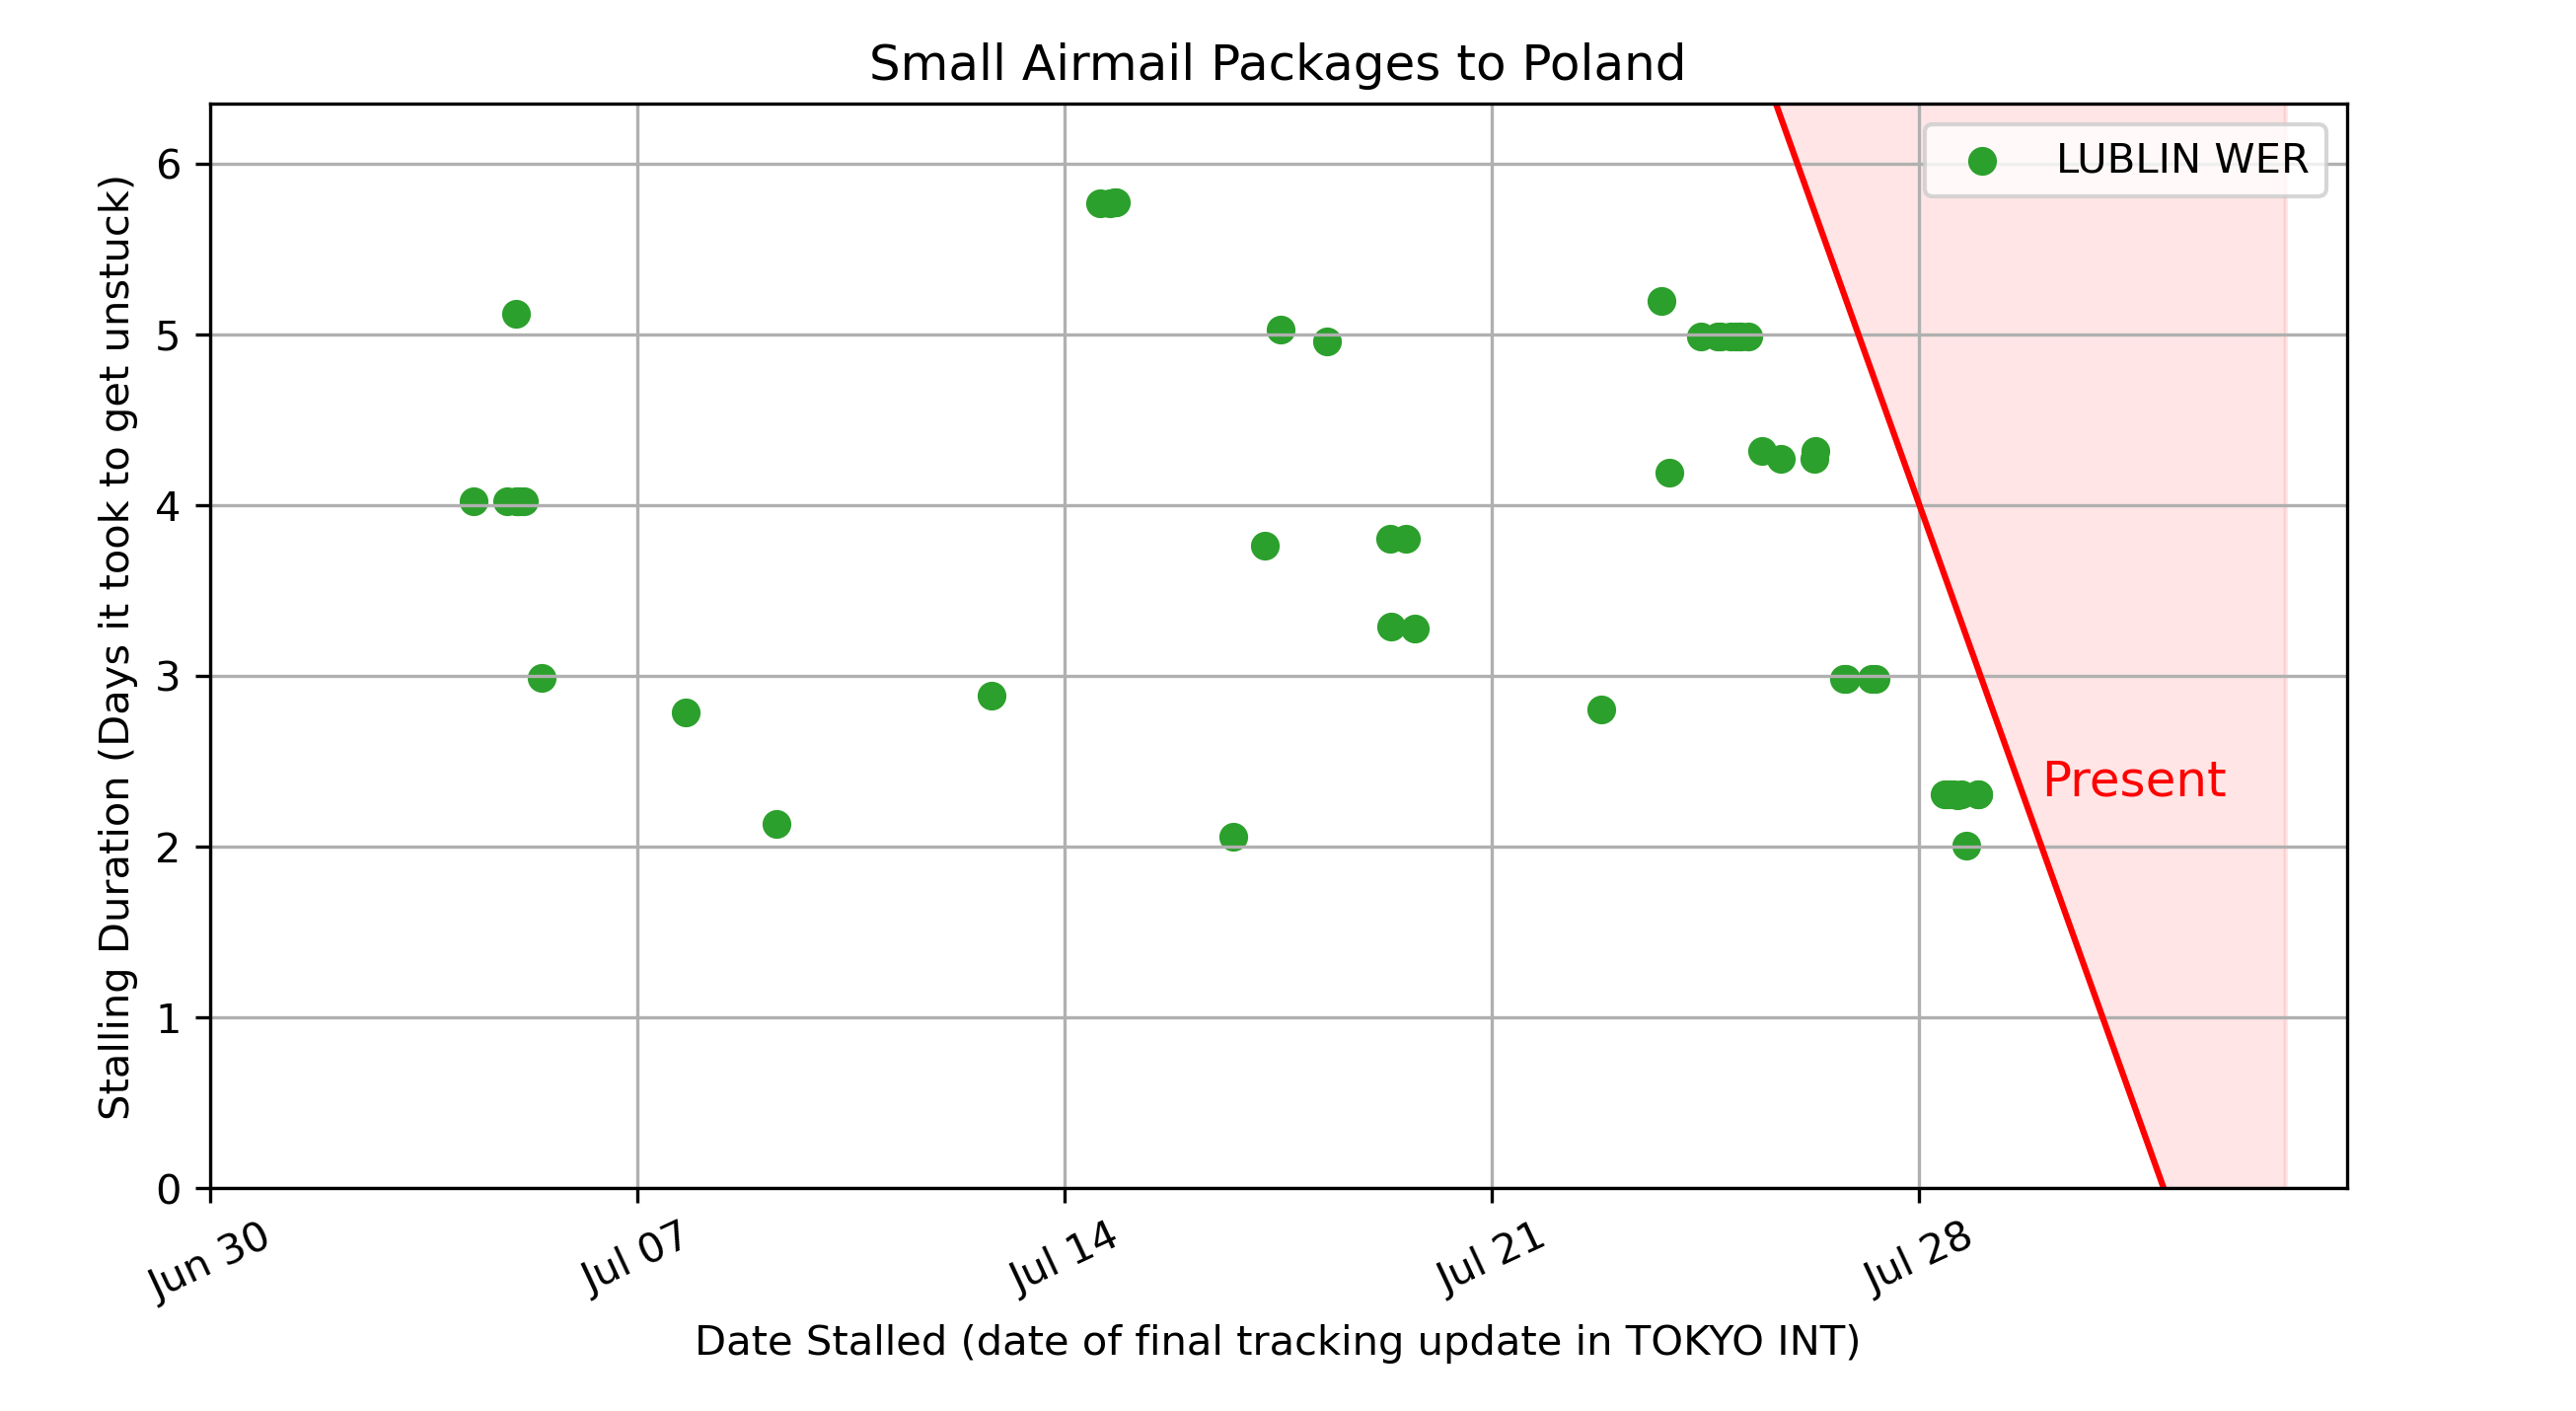 Small Airmail Packages to Poland
LUBLIN WER
Stalling Duration (Days it took to get unstuck)
6
5
4
3
2
1
0
Present
Jun 30
Jul 07
Jul 14
Jul 21
Jul 28
Date Stalled (date of final tracking update in TOKYO INT)